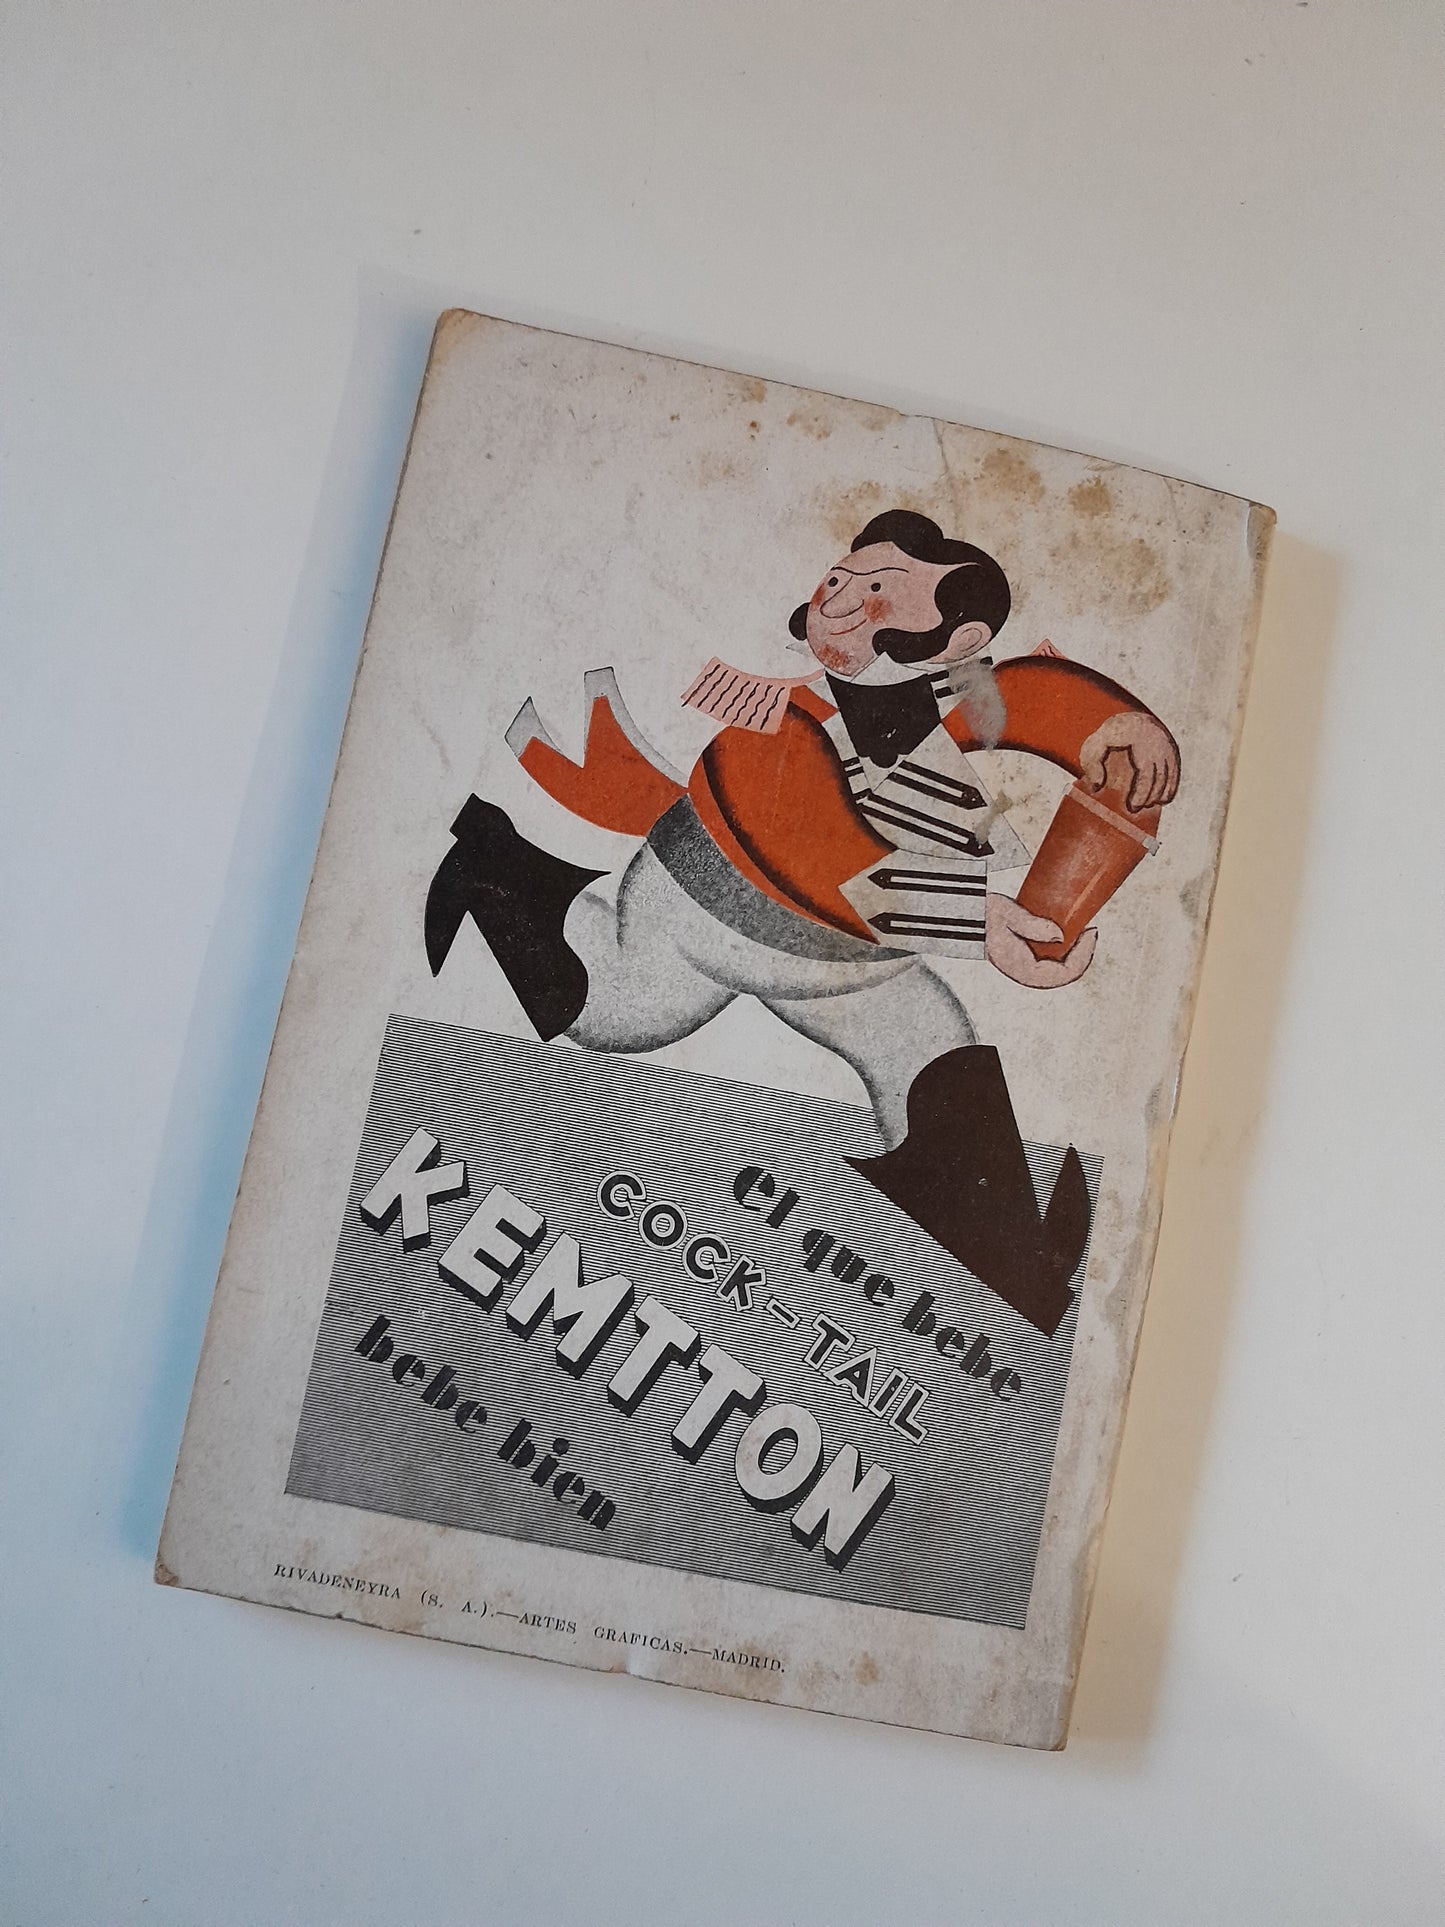 el que bebe
COCK-TAIL
KEMTTON
bebe bien
RIVADENEYRA (S. A.).—ARTES GRAFICAS.—MADRID.